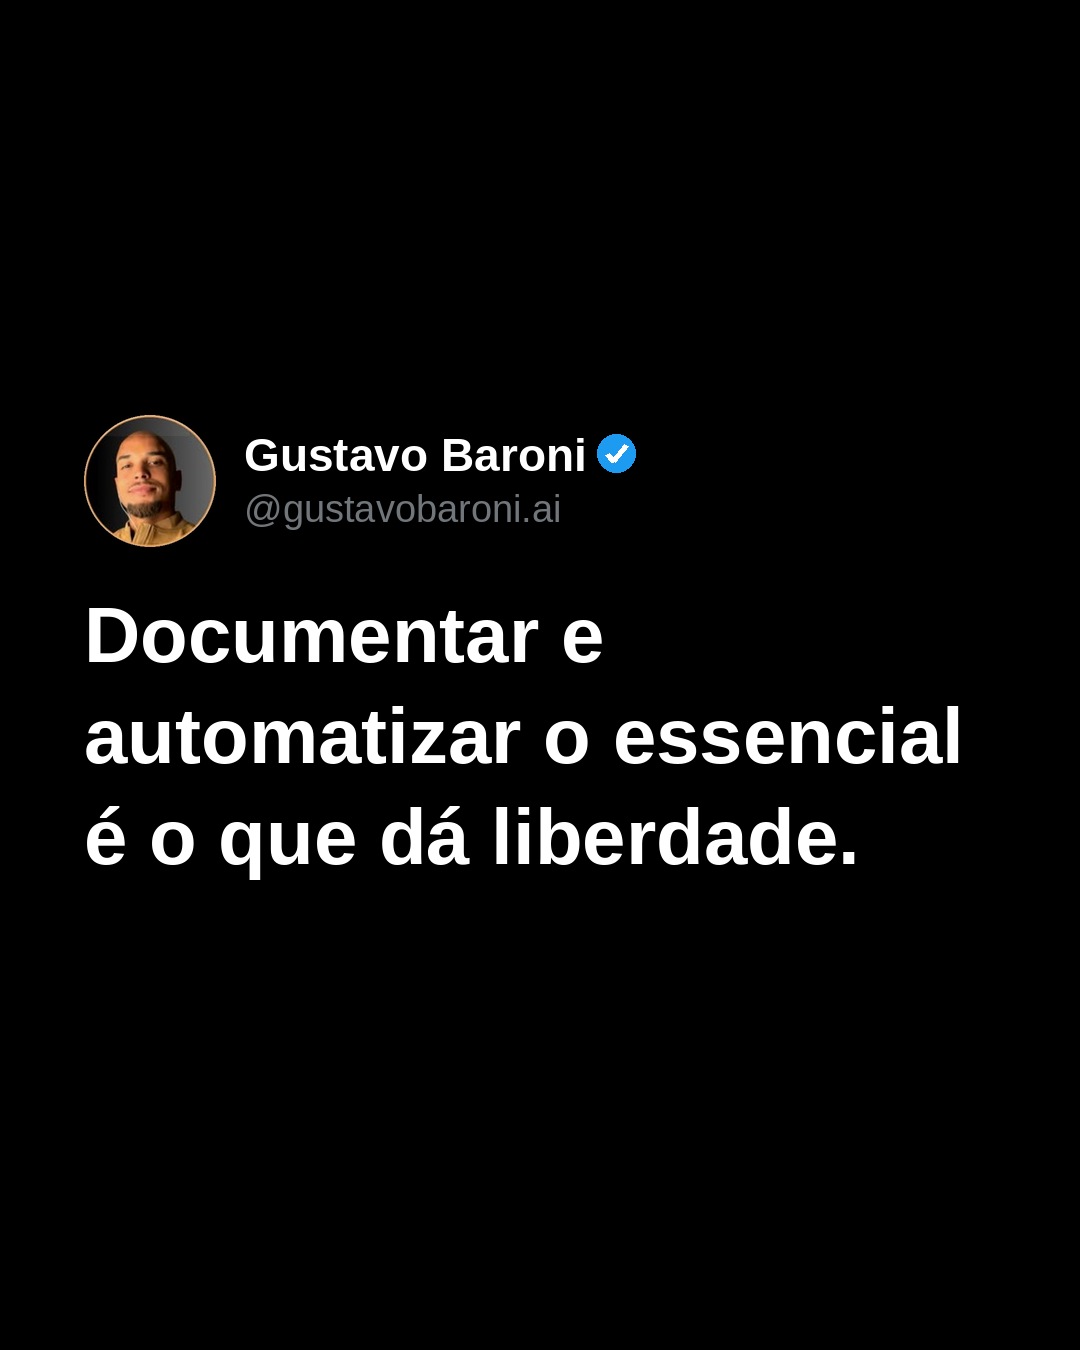 Gustavo Baroni
@gustavobaroni.ai
Documentar e
automatizar o essencial
é o que dá liberdade.